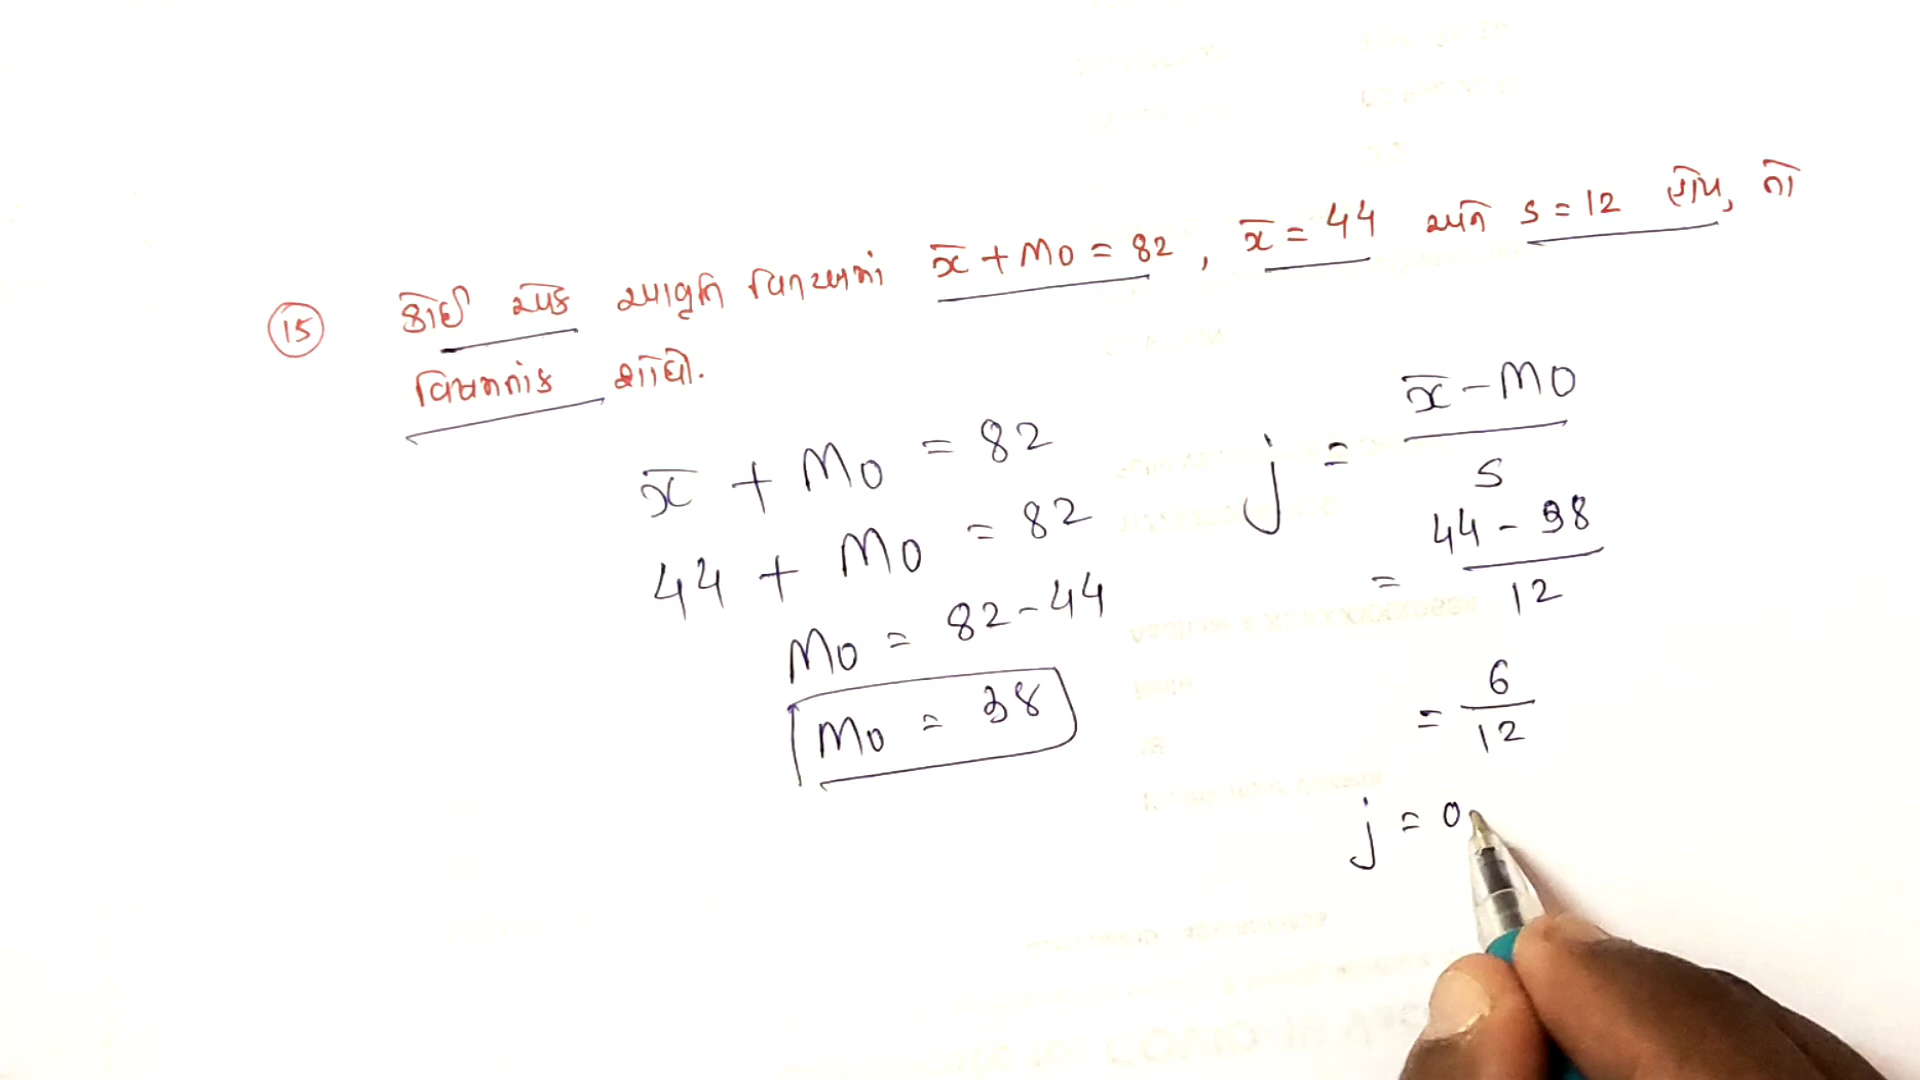 15 કોઈ એક આવૃત્તિ વિતરણમાં x̄ + Mo = 82, x̄ = 44 અને S = 12 હોય, તો
વિષમતાંક શોધો.
x̄ + Mo = 82
44 + Mo = 82
Mo = 82 - 44
Mo = 38
j = x̄ - Mo / S
= 44 - 38 / 12
= 6 / 12
j = 0